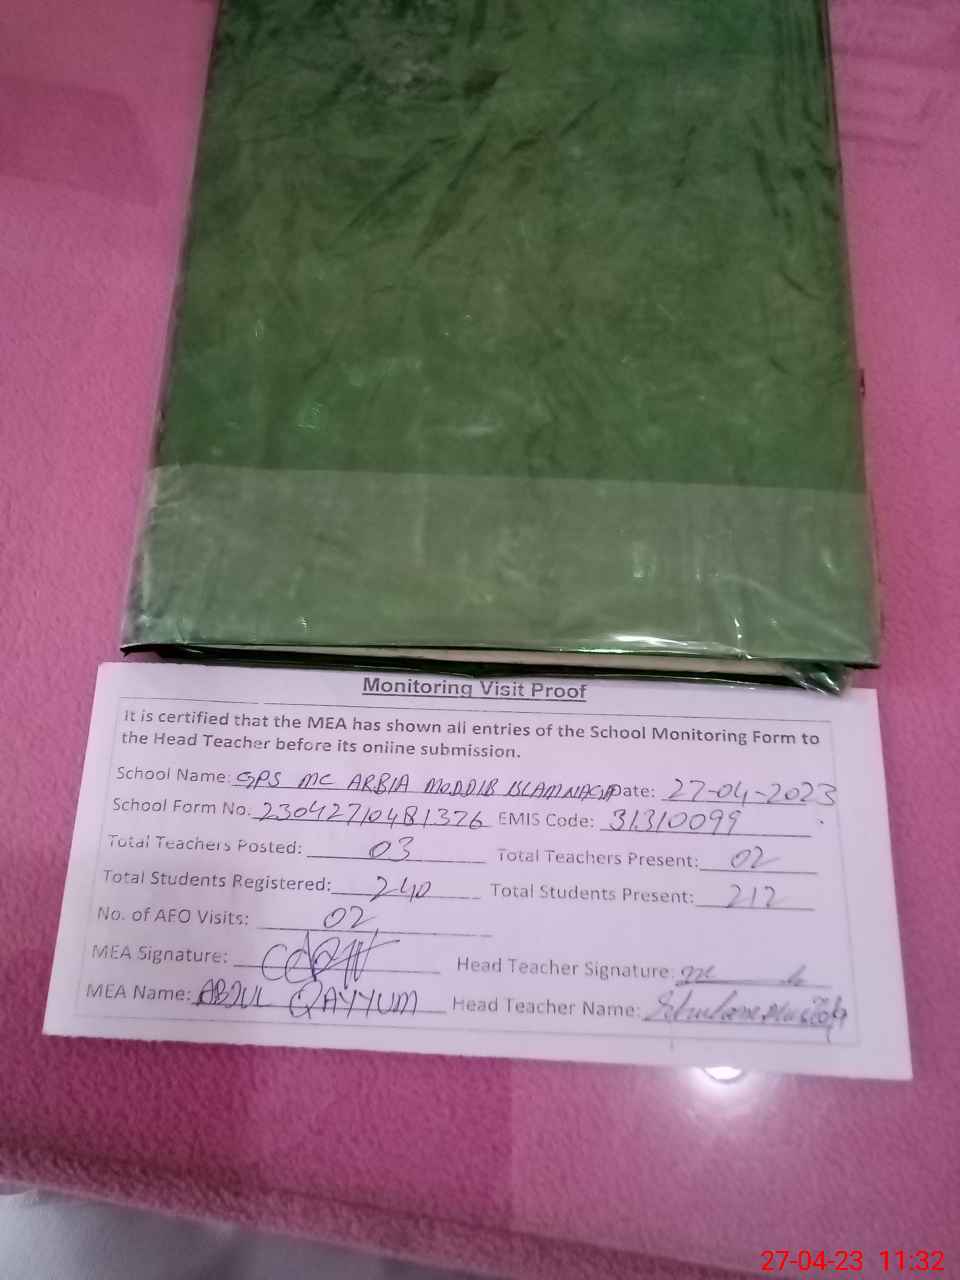 Monitoring Visit Proof
It is certified that the MEA has shown all entries of the School Monitoring Form to
the Head Teacher before its online submission.
School Name: GPS MC ARBIA MODDIB ISLAMNAGAR Date: 27-04-2023
School Form No. 23042710481376 EMIS Code: 31310099
Total Teachers Posted: 03 Total Teachers Present: 02
Total Students Registered: 240 Total Students Present: 212
No. of AEO Visits: 02
MEA Signature: Head Teacher Signature:
MEA Name: ABDUL QAYYUM Head Teacher Name:
27-04-23 11:32